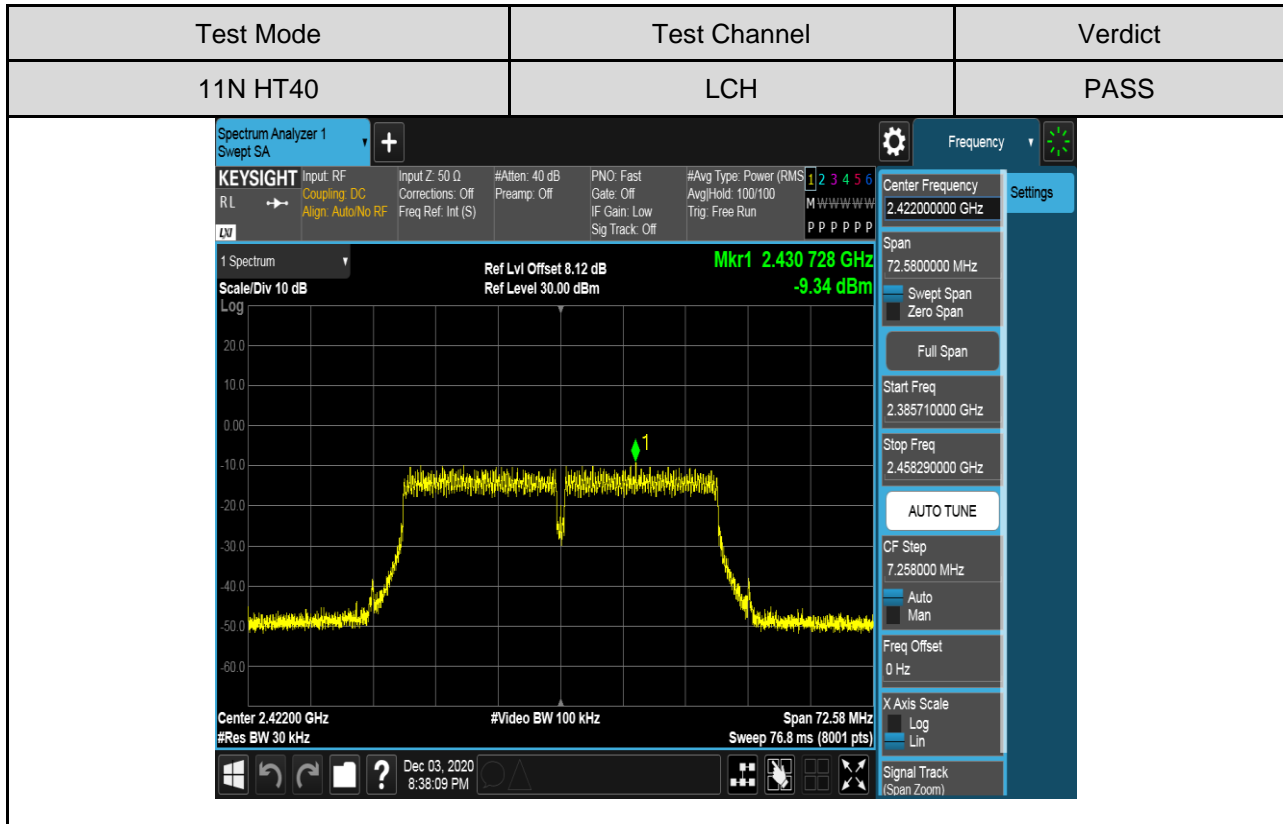 Test Mode Test Channel Verdict
11N HT40 LCH PASS
Spectrum Analyzer 1
Swept SA
+
Frequency
KEYSIGHT
RL
LXI
Input: RF
Coupling: DC
Align: Auto/No RF
Input Z: 50 Ω
Corrections: Off
Freq Ref: Int (S)
#Atten: 40 dB
Preamp: Off
PNO: Fast
Gate: Off
IF Gain: Low
Sig Track: Off
#Avg Type: Power (RMS
Avg|Hold: 100/100
Trig: Free Run
1 2 3 4 5 6
M W W W W W
P P P P P P
1 Spectrum
Scale/Div 10 dB
Ref Lvl Offset 8.12 dB
Ref Level 30.00 dBm
Mkr1 2.430 728 GHz
-9.34 dBm
Log
20.0
10.0
0.00
-10.0
-20.0
-30.0
-40.0
-50.0
-60.0
1
Center 2.42200 GHz
#Res BW 30 kHz
#Video BW 100 kHz
Span 72.58 MHz
Sweep 76.8 ms (8001 pts)
Center Frequency
2.422000000 GHz
Settings
Span
72.5800000 MHz
Swept Span
Zero Span
Full Span
Start Freq
2.385710000 GHz
Stop Freq
2.458290000 GHz
AUTO TUNE
CF Step
7.258000 MHz
Auto
Man
Freq Offset
0 Hz
X Axis Scale
Log
Lin
Signal Track
(Span Zoom)
?
Dec 03, 2020
8:38:09 PM